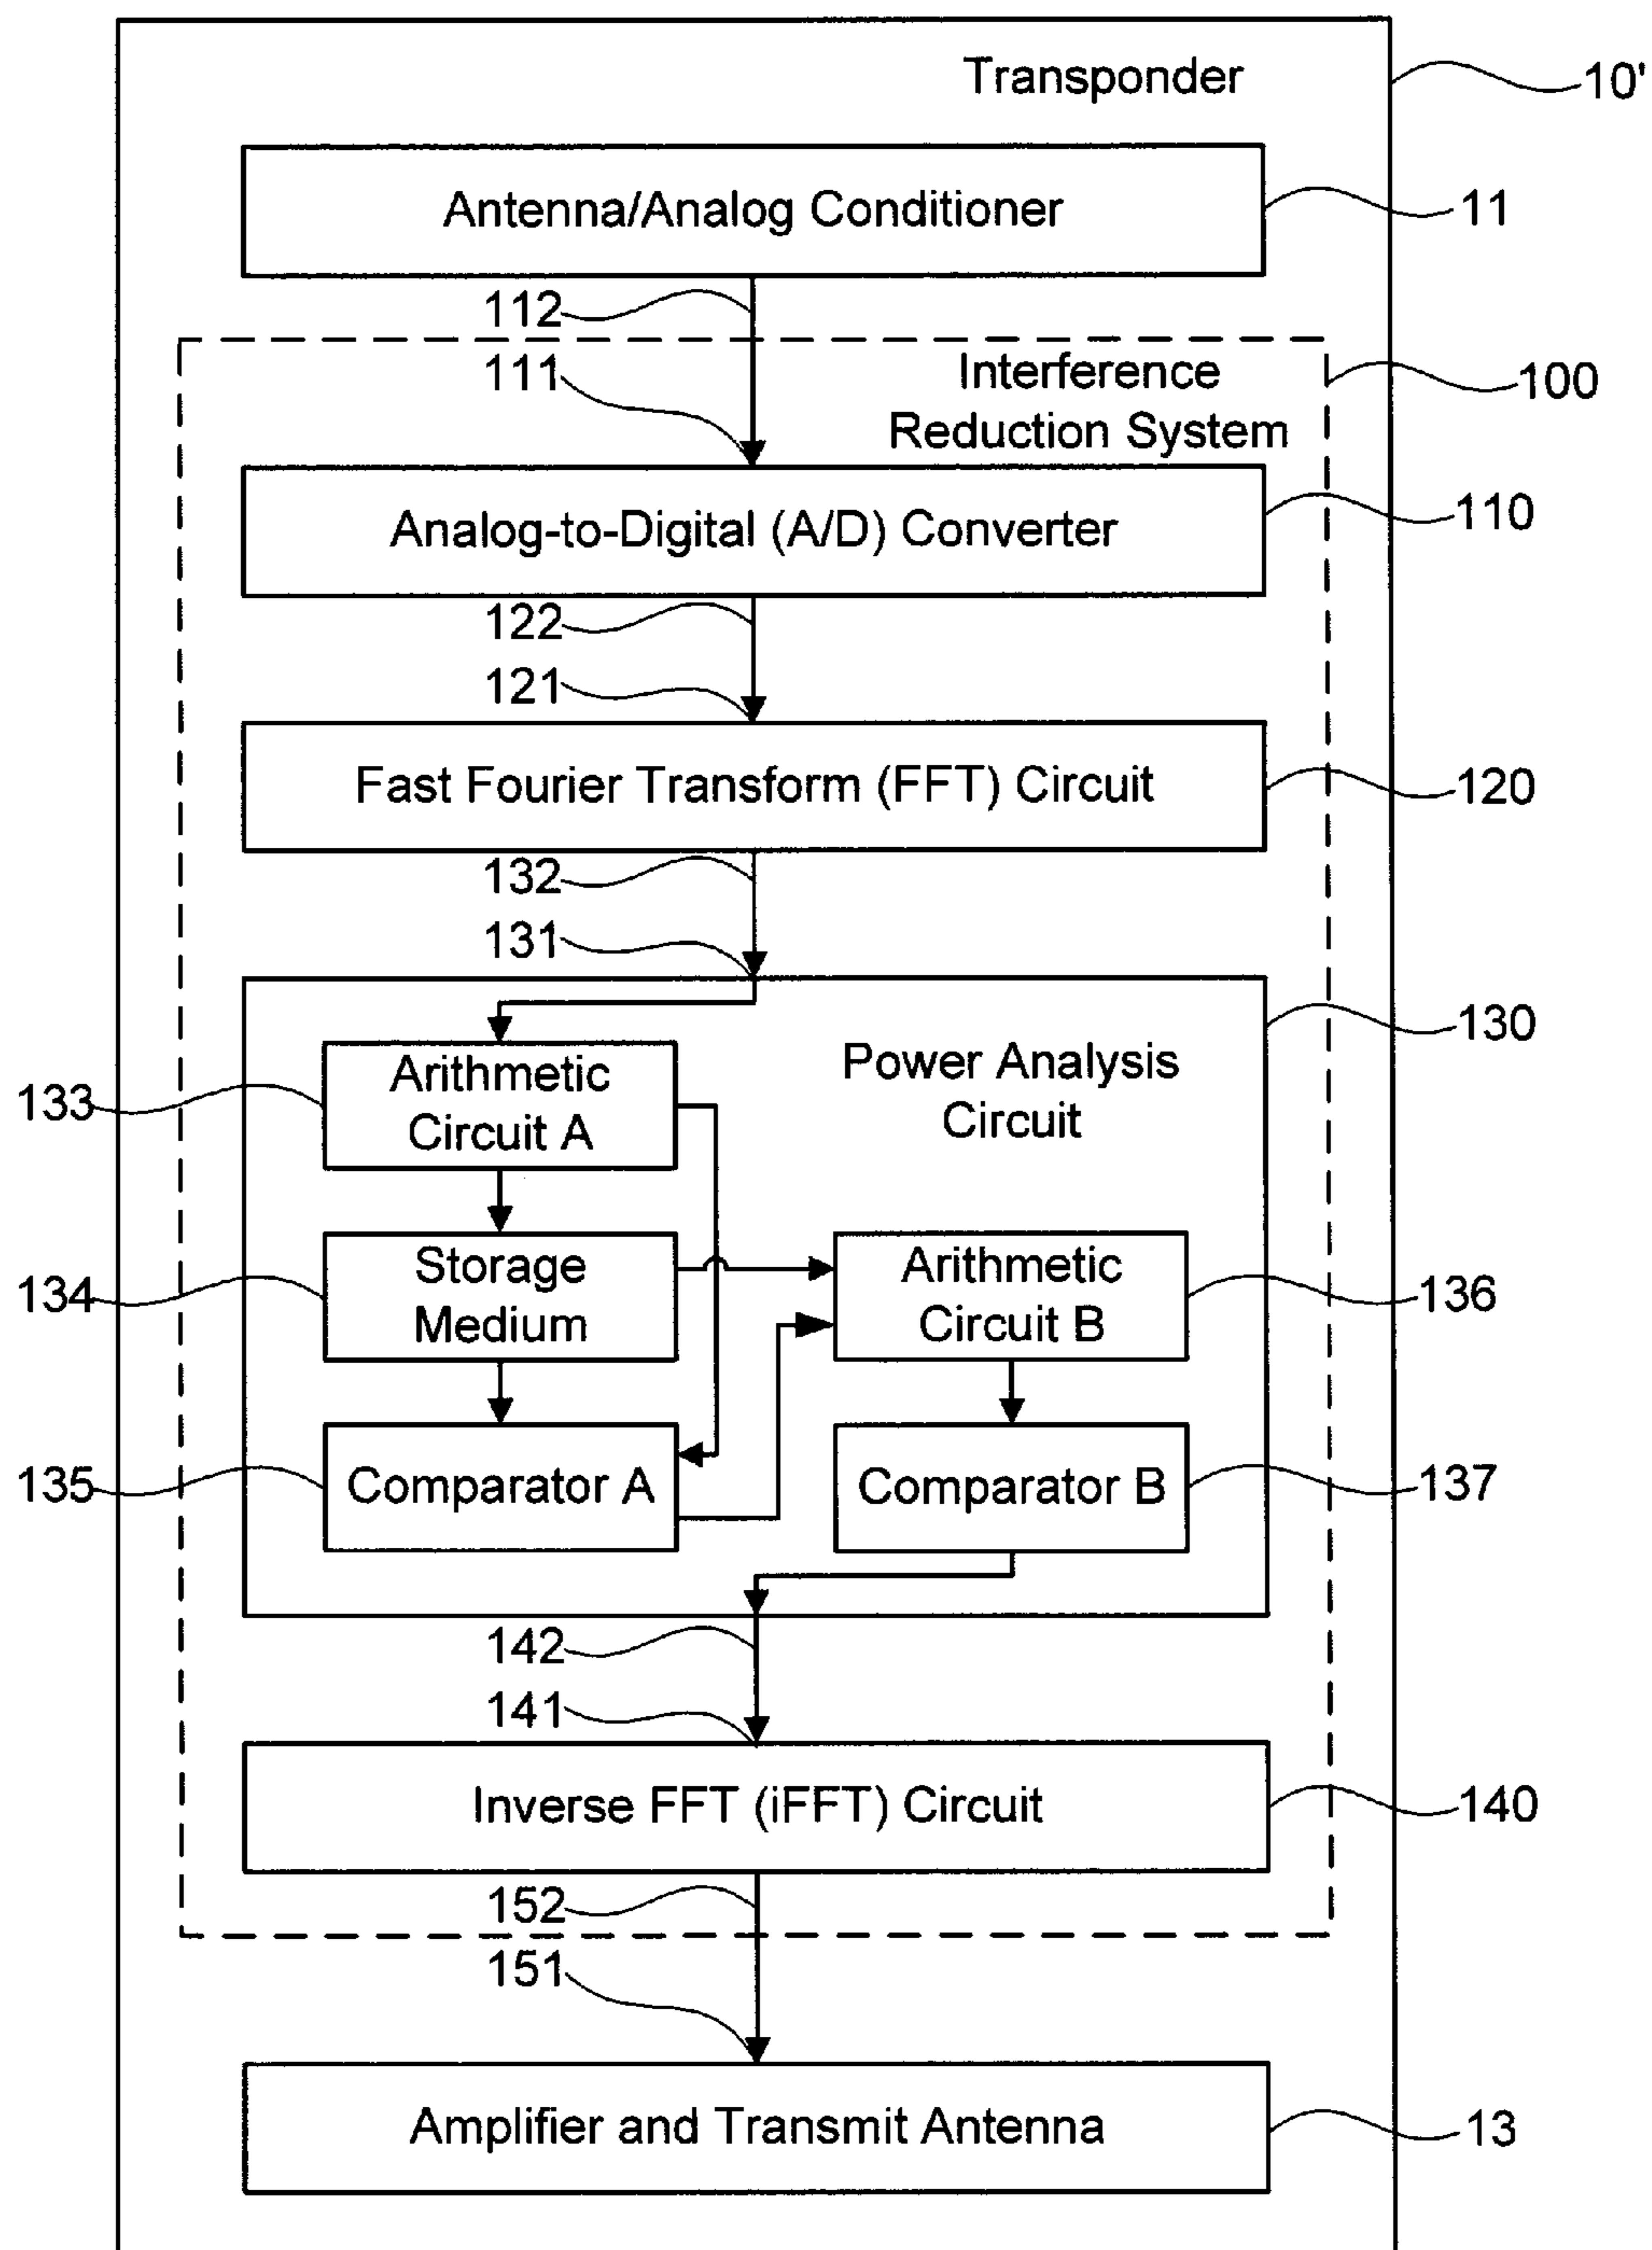 Transponder
10'
Antenna/Analog Conditioner
11
112
111
Interference
Reduction System
100
Analog-to-Digital (A/D) Converter
110
122
121
Fast Fourier Transform (FFT) Circuit
120
132
131
130
Power Analysis
Circuit
133
Arithmetic
Circuit A
134
Storage
Medium
Arithmetic
Circuit B
136
135
Comparator A
Comparator B
137
142
141
Inverse FFT (iFFT) Circuit
140
152
151
Amplifier and Transmit Antenna
13